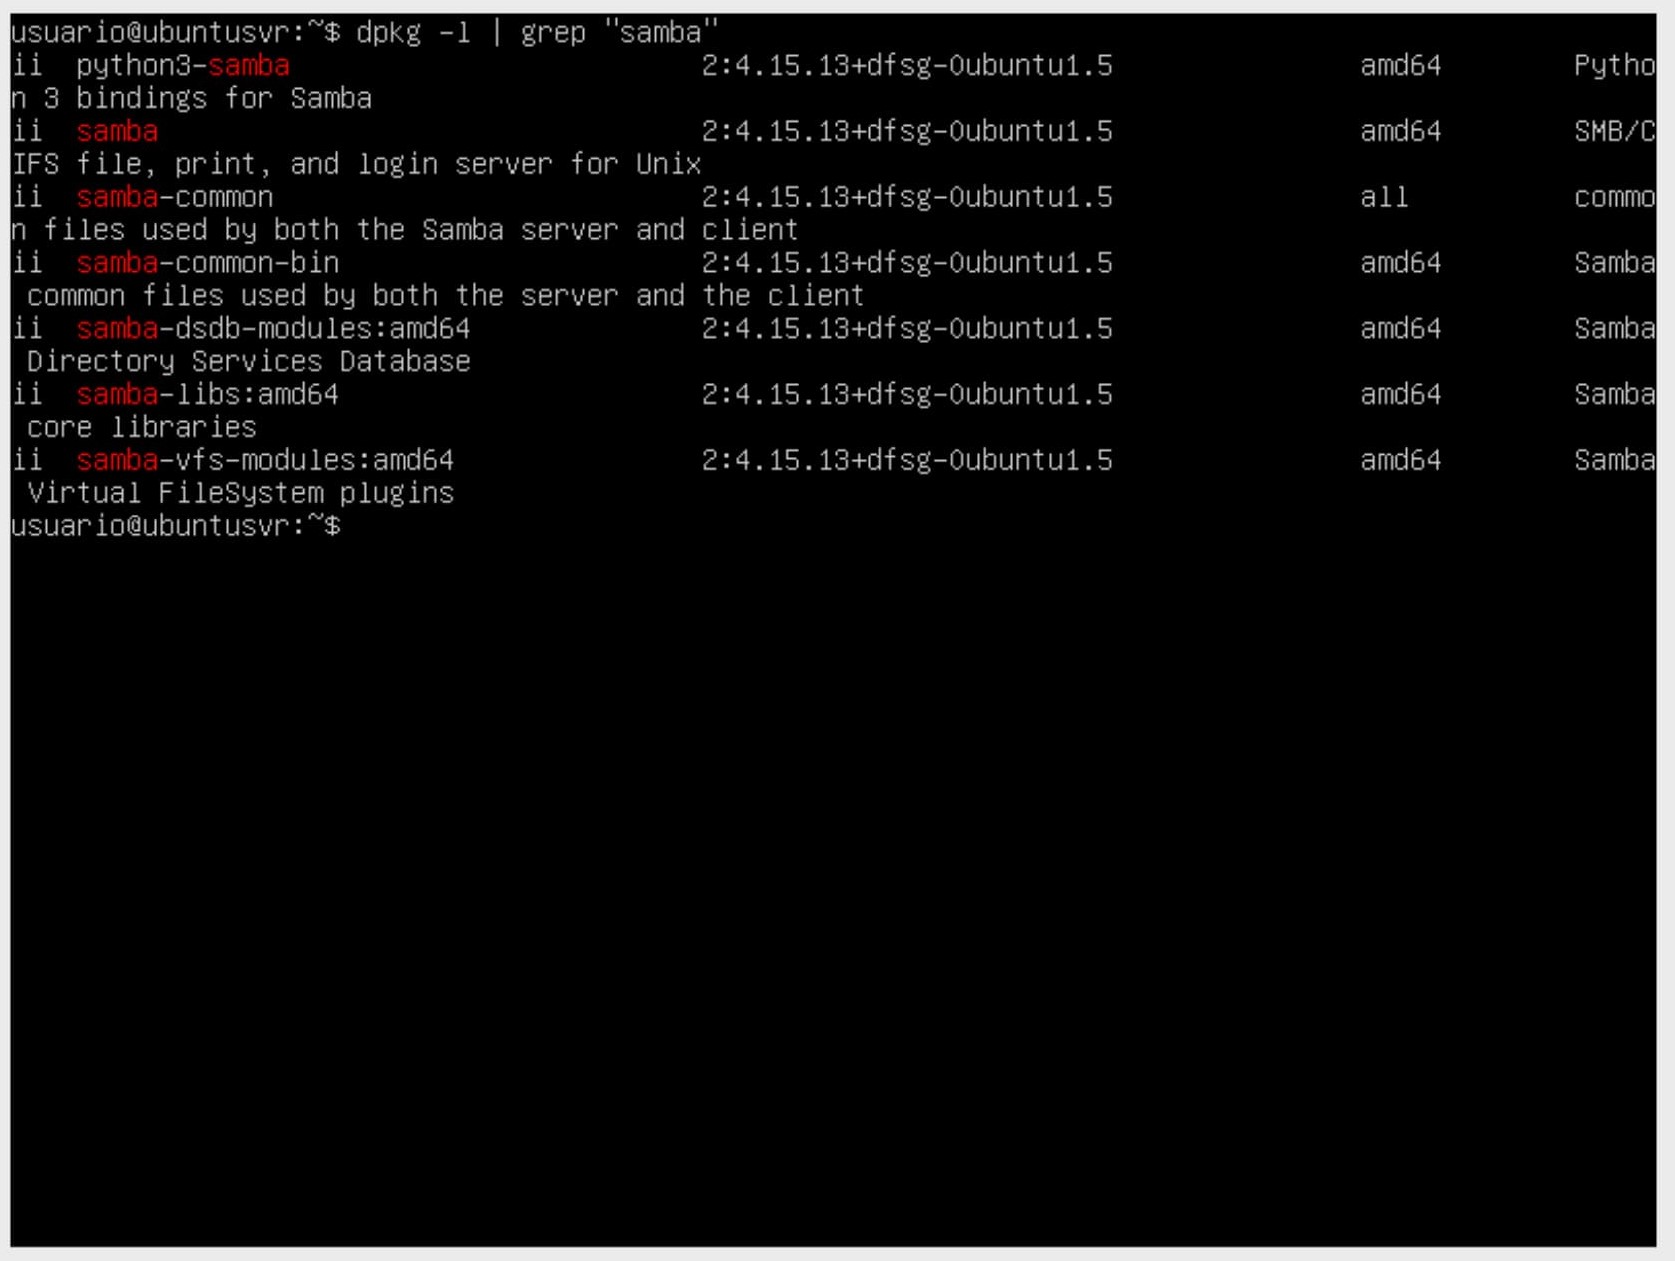 usuario@ubuntusvr:~$ dpkg -l | grep "samba"
ii  python3-samba                         2:4.15.13+dfsg-0ubuntu1.5               amd64        Pytho
n 3 bindings for Samba
ii  samba                                 2:4.15.13+dfsg-0ubuntu1.5               amd64        SMB/C
IFS file, print, and login server for Unix
ii  samba-common                          2:4.15.13+dfsg-0ubuntu1.5               all          commo
n files used by both the Samba server and client
ii  samba-common-bin                      2:4.15.13+dfsg-0ubuntu1.5               amd64        Samba
 common files used by both the server and the client
ii  samba-dsdb-modules:amd64              2:4.15.13+dfsg-0ubuntu1.5               amd64        Samba
 Directory Services Database
ii  samba-libs:amd64                      2:4.15.13+dfsg-0ubuntu1.5               amd64        Samba
 core libraries
ii  samba-vfs-modules:amd64               2:4.15.13+dfsg-0ubuntu1.5               amd64        Samba
 Virtual FileSystem plugins
usuario@ubuntusvr:~$